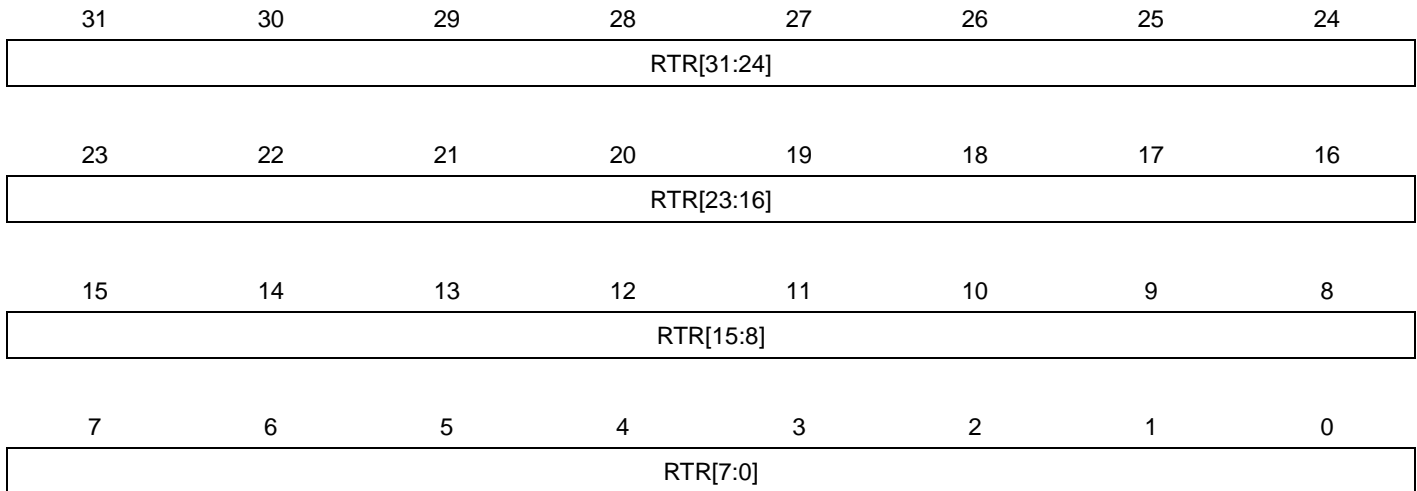 31 30 29 28 27 26 25 24
RTR[31:24]
23 22 21 20 19 18 17 16
RTR[23:16]
15 14 13 12 11 10 9 8
RTR[15:8]
7 6 5 4 3 2 1 0
RTR[7:0]